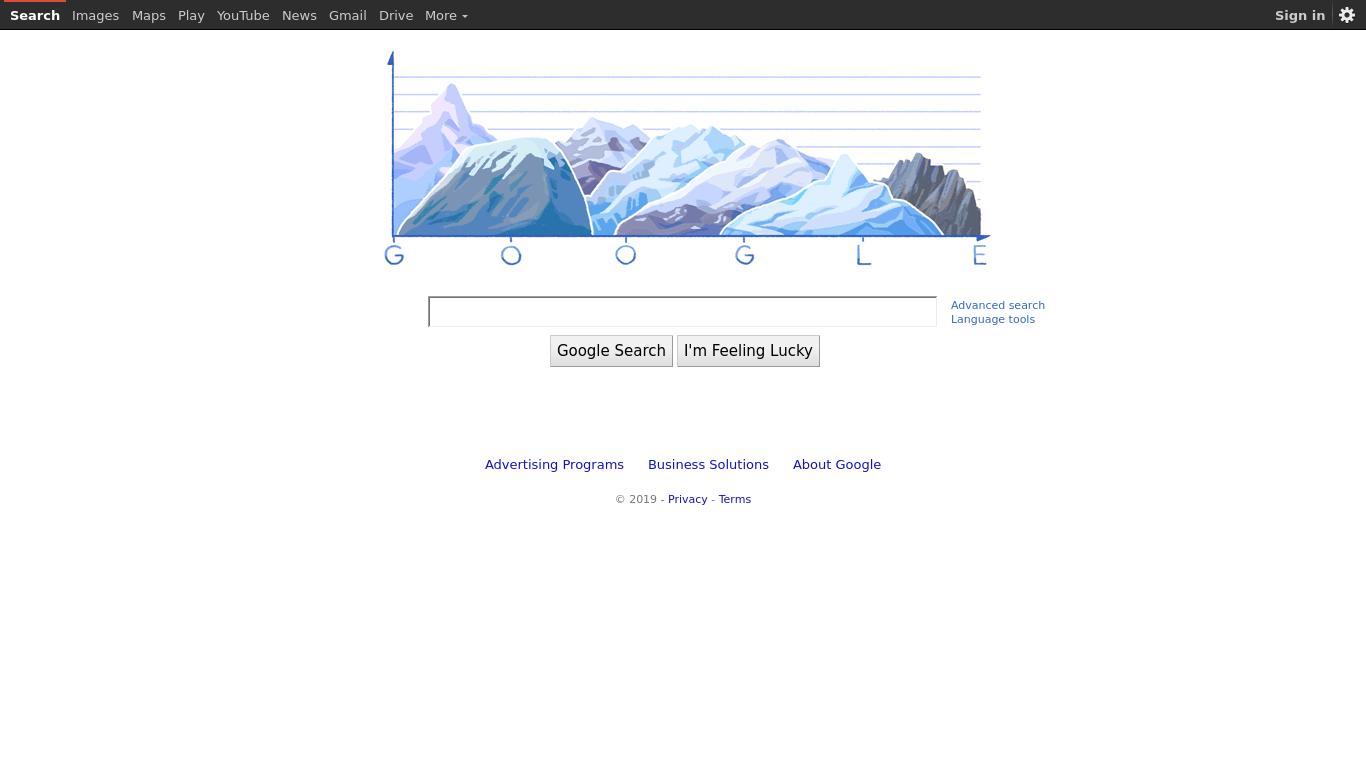 Search Images Maps Play YouTube News Gmail Drive More Sign in
G O O G L E
Advanced search
Language tools
Google Search I'm Feeling Lucky
Advertising Programs Business Solutions About Google
© 2019 - Privacy - Terms